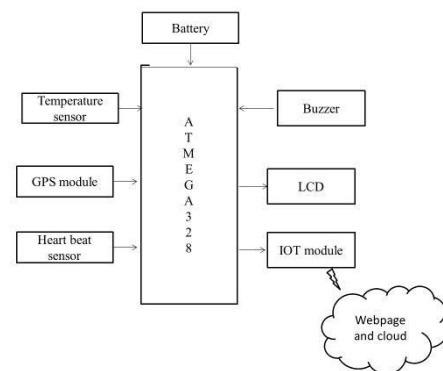 Battery
Temperature
sensor
A
T
M
E
G
A
3
2
8
Buzzer
GPS module
LCD
Heart beat
sensor
IOT module
Webpage
and cloud